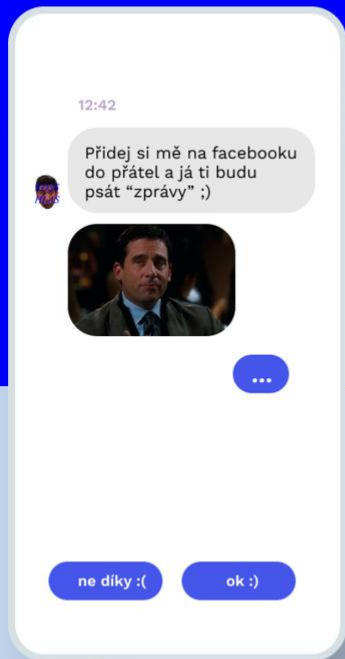 12:42
Přidej si mě na facebooku
do přátel a já ti budu
psát “zprávy” ;)
...
ne díky :(
ok :)